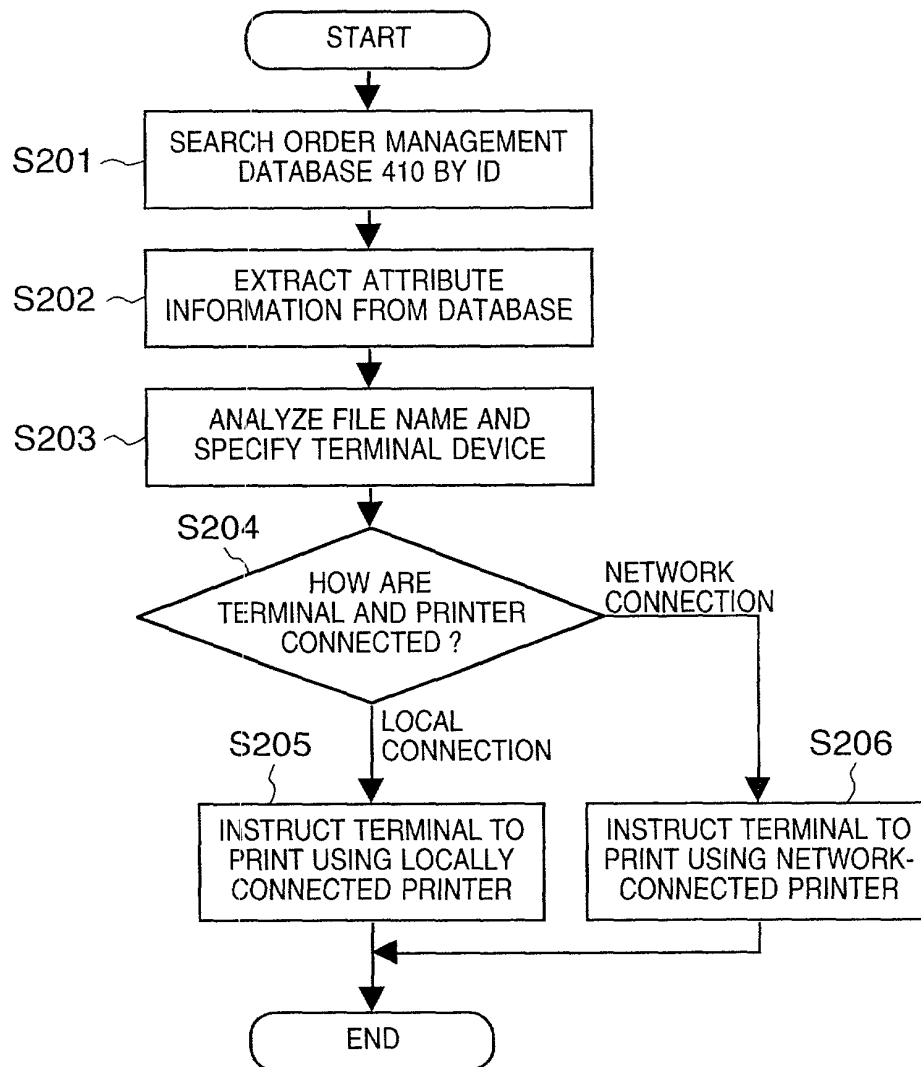 START
S201
SEARCH ORDER MANAGEMENT
DATABASE 410 BY ID
S202
EXTRACT ATTRIBUTE
INFORMATION FROM DATABASE
S203
ANALYZE FILE NAME AND
SPECIFY TERMINAL DEVICE
S204
HOW ARE
TERMINAL AND PRINTER
CONNECTED ?
NETWORK
CONNECTION
LOCAL
CONNECTION
S205
INSTRUCT TERMINAL TO
PRINT USING LOCALLY
CONNECTED PRINTER
S206
INSTRUCT TERMINAL TO
PRINT USING NETWORK-
CONNECTED PRINTER
END